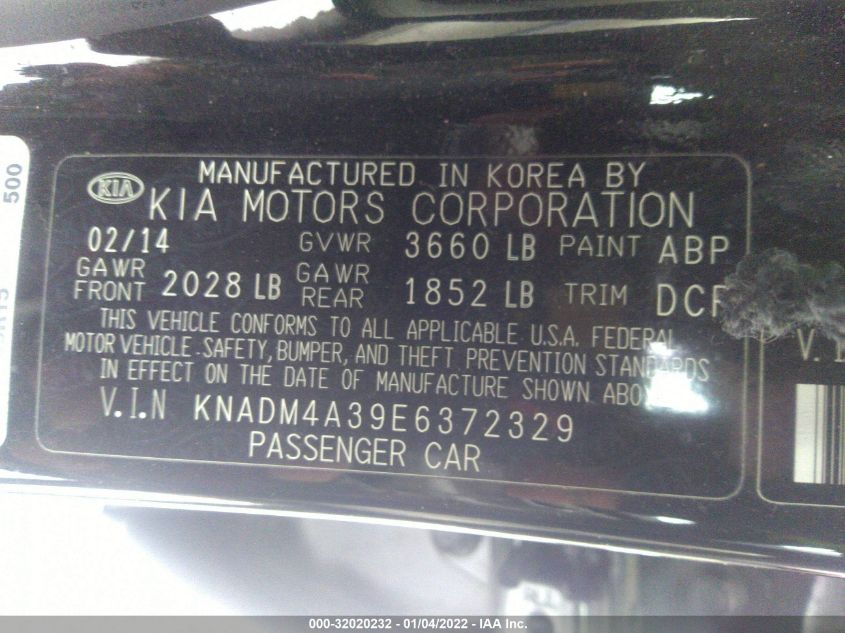 500
MANUFACTURED IN KOREA BY
KIA KIA MOTORS CORPORATION
02/14 GVWR 3660 LB PAINT ABP
GAWR FRONT 2028 LB GAWR REAR 1852 LB TRIM
THIS VEHICLE CONFORMS TO ALL APPLICABLE U.S.A. FEDERAL
MOTOR VEHICLE SAFETY, BUMPER, AND THEFT PREVENTION STANDARDS
IN EFFECT ON THE DATE OF MANUFACTURE SHOWN
V.I.N KNADM4A39E6372329
PASSENGER CAR
000-32020232 - 01/04/2022 - IAA Inc.